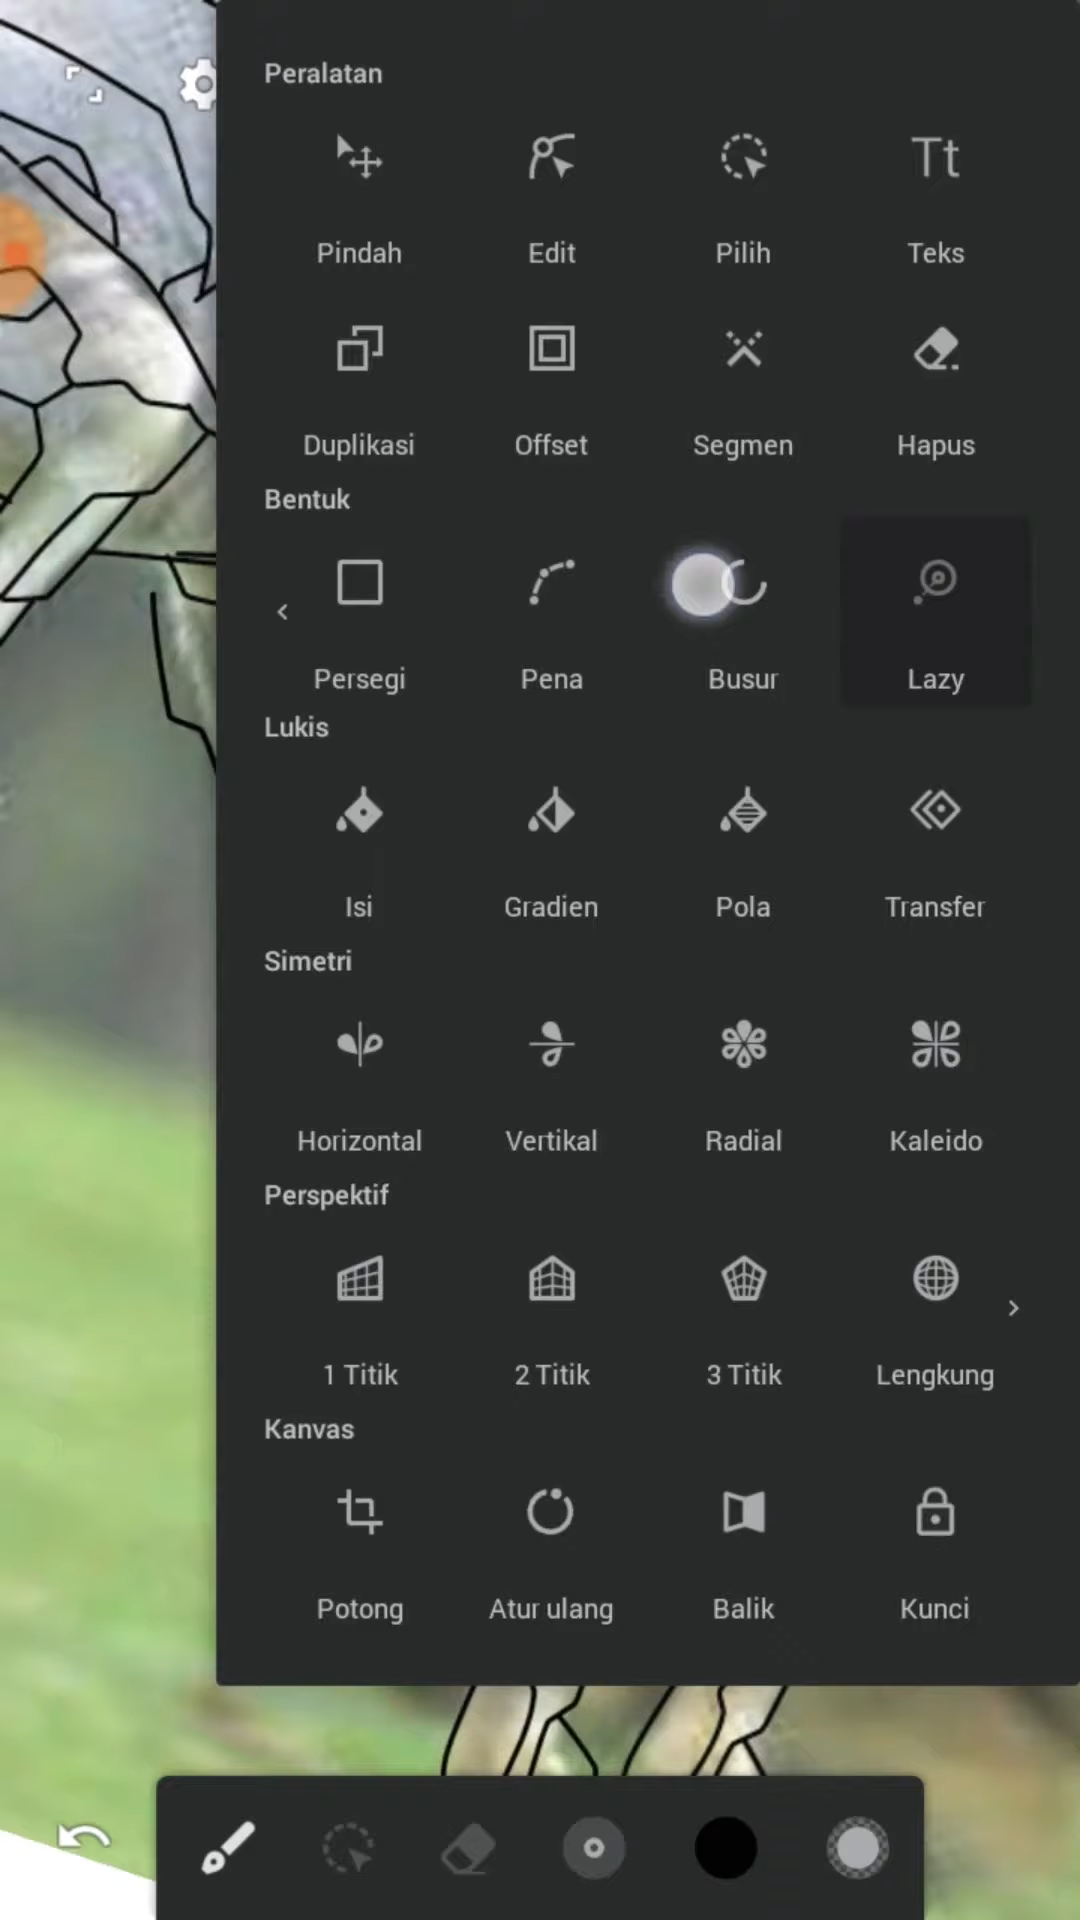 Peralatan
Pindah Edit Pilih Teks
Duplikasi Offset Segmen Hapus
Bentuk
Persegi Pena Busur Lazy
Lukis
Isi Gradien Pola Transfer
Simetri
Horizontal Vertikal Radial Kaleido
Perspektif
1 Titik 2 Titik 3 Titik Lengkung
Kanvas
Potong Atur ulang Balik Kunci